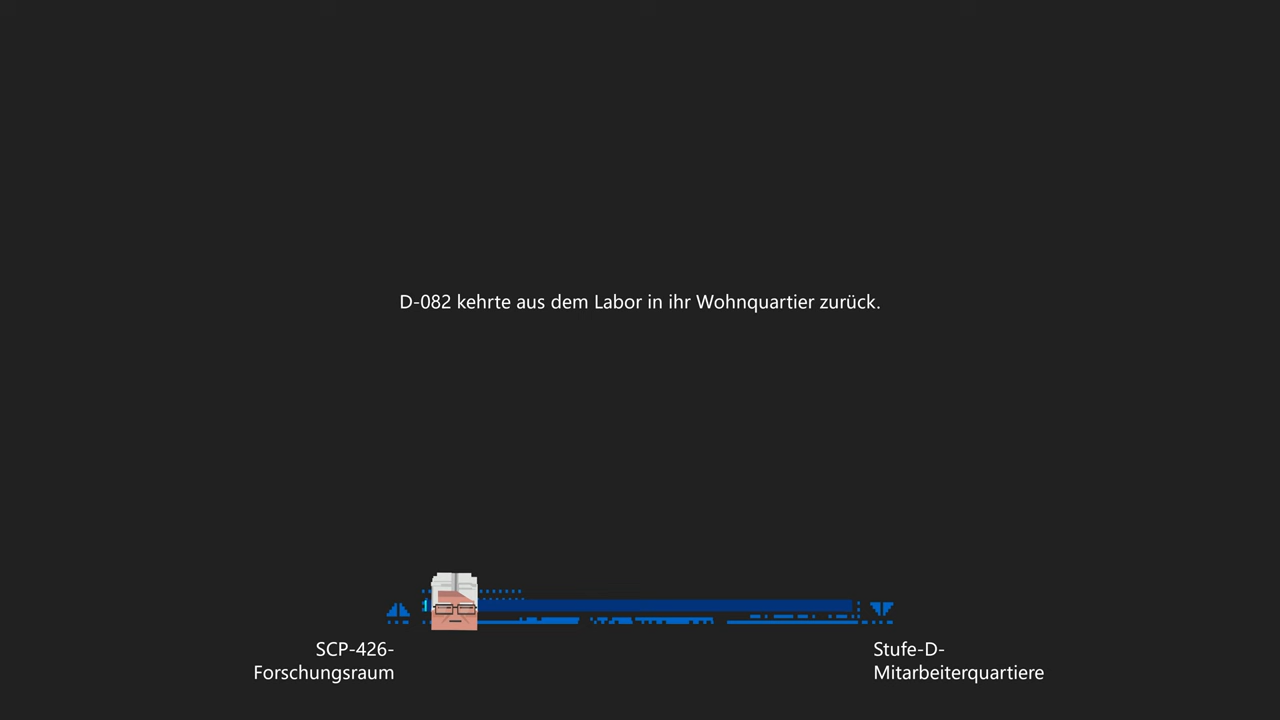 D-082 kehrte aus dem Labor in ihr Wohnquartier zurück.
SCP-426-
Forschungsraum
Stufe-D-
Mitarbeiterquartiere